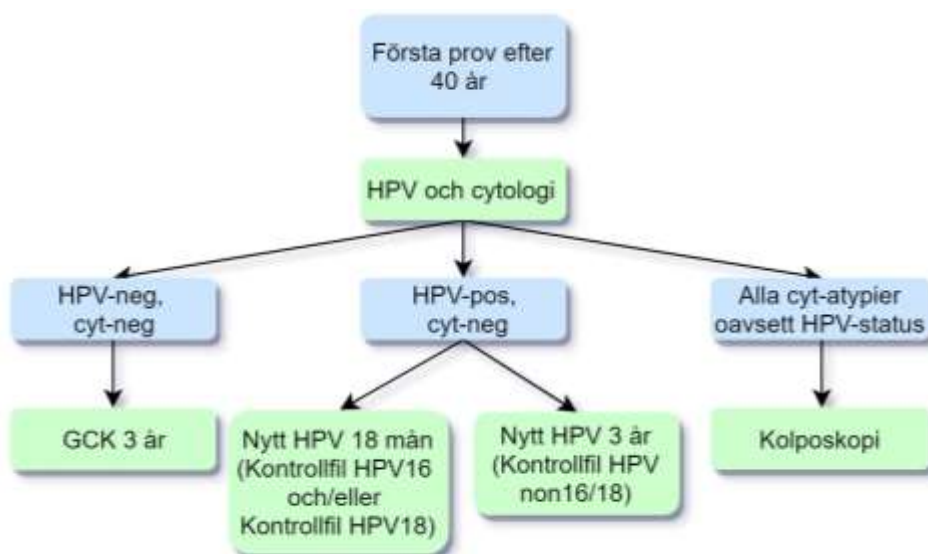 Första prov efter
40 år
HPV och cytologi
HPV-neg,
cyt-neg
HPV-pos,
cyt-neg
Alla cyt-atypier
oavsett HPV-status
GCK 3 år
Nytt HPV 18 mån
(Kontrollfil HPV16
och/eller
Kontrollfil HPV18)
Nytt HPV 3 år
(Kontrollfil HPV
non16/18)
Kolposkopi